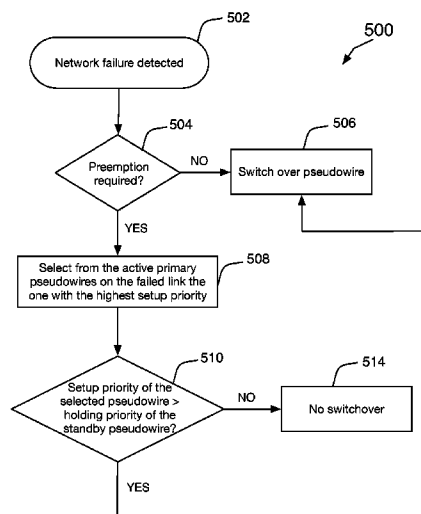 502
500
Network failure detected
504
506
Preemption
required?
NO
Switch over pseudowire
YES
508
Select from the active primary
pseudowires on the failed link the
one with the highest setup priority
510
514
Setup priority of the
selected pseudowire >
holding priority of the
standby pseudowire?
NO
No switchover
YES